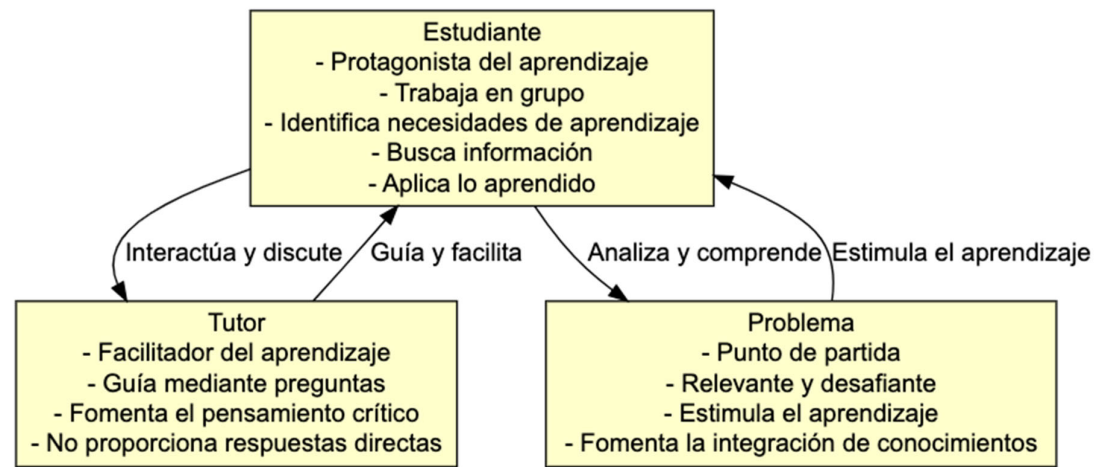 Estudiante
- Protagonista del aprendizaje
- Trabaja en grupo
- Identifica necesidades de aprendizaje
- Busca información
- Aplica lo aprendido
Interactúa y discute
Guía y facilita
Analiza y comprende
Estimula el aprendizaje
Tutor
- Facilitador del aprendizaje
- Guía mediante preguntas
- Fomenta el pensamiento crítico
- No proporciona respuestas directas
Problema
- Punto de partida
- Relevante y desafiante
- Estimula el aprendizaje
- Fomenta la integración de conocimientos